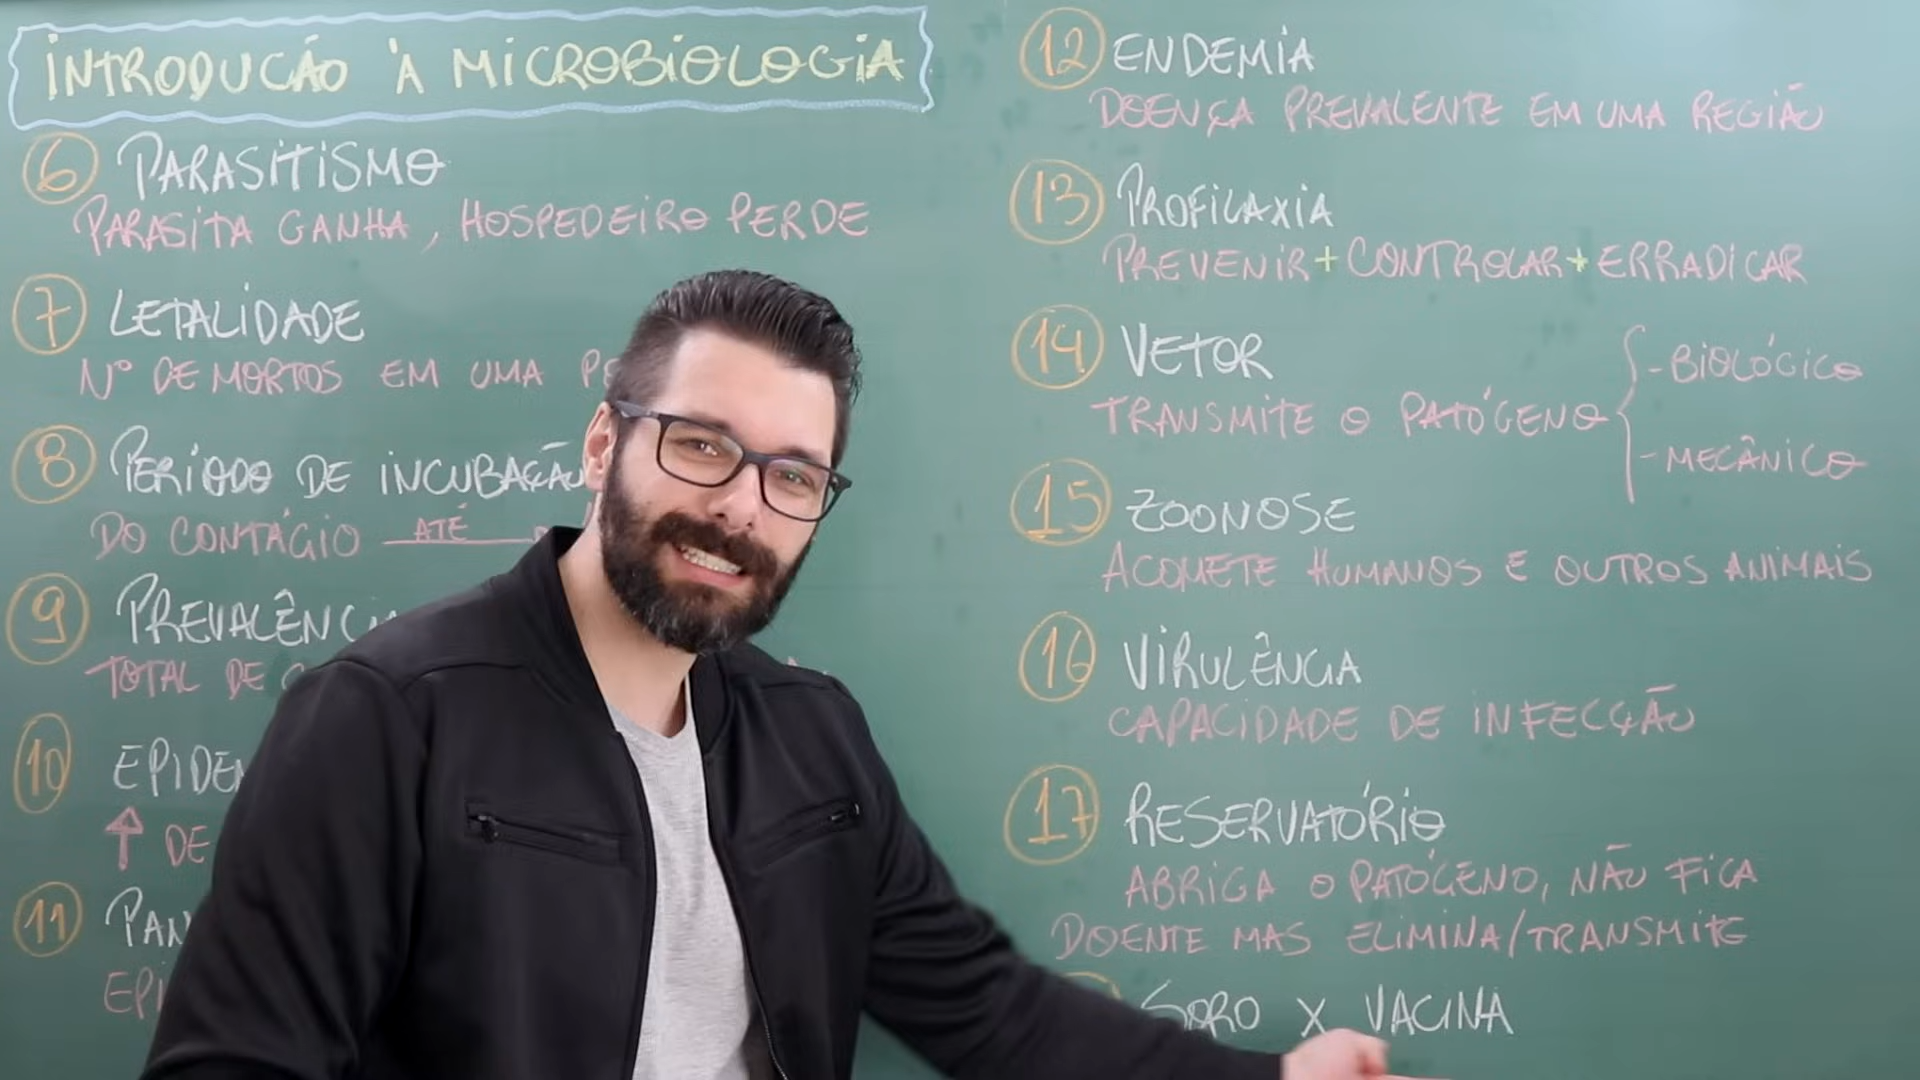 INTRODUÇÃO À MICROBIOLOGIA
6 PARASITISMO
PARASITA GANHA, HOSPEDEIRO PERDE
7 LETALIDADE
Nº DE MORTOS EM UMA
8 PERÍODO DE INCUBAÇÃO
DO CONTÁGIO ATÉ
9
TOTAL DE
10
↑ DE
11
12 ENDEMIA
DOENÇA PREVALENTE EM UMA REGIÃO
13 PROFILAXIA
PREVENIR + CONTROLAR + ERRADICAR
14 VETOR
TRANSMITE O PATÓGENO { - BIOLÓGICO
- MECÂNICO
15 ZOONOSE
ACOMETE HUMANOS E OUTROS ANIMAIS
16 VIRULÊNCIA
CAPACIDADE DE INFECÇÃO
17 RESERVATÓRIO
ABRIGA O PATÓGENO, NÃO FICA
DOENTE MAS ELIMINA/TRANSMITE
SORO X VACINA